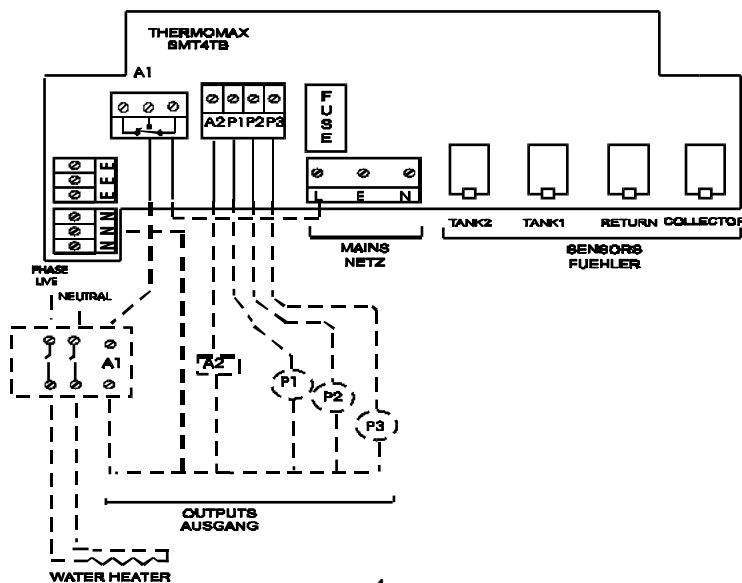 THERMOMAX
SMT4TB
A1
A2 P1 P2 P3
FUSE
E
E
E
L E N
N
N
N
TANK2 TANK1 RETURN COLLECTOR
MAINS
NETZ
SENSORS
FUEHLER
PHASE
LIVE
NEUTRAL
A1
A2
P1
P2
P3
OUTPUTS
AUSGANG
WATER HEATER